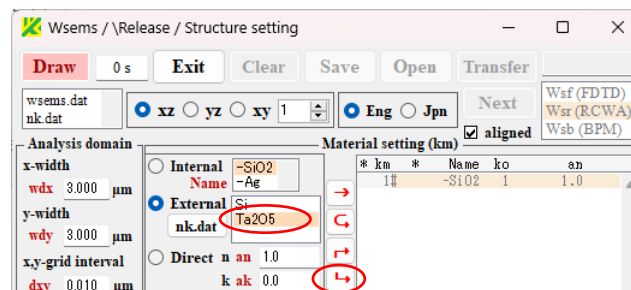 Wsems / \Release / Structure setting
Draw 0 s Exit Clear Save Open Transfer
wsems.dat
nk.dat
xz yz xy 1 Eng Jpn Next aligned
Wsf (FDTD)
Wsr (RCWA)
Wsb (BPM)
Analysis domain
x-width
wdx 3.000 μm
y-width
wdy 3.000 μm
x,y-grid interval
dxy 0.010 μm
Material setting (km)
Internal Name
-SiO2
-Ag
External nk.dat
Si
Ta2O5
Direct n an 1.0
k ak 0.0
* km * Name ko an
1# -SiO2 1 1.0